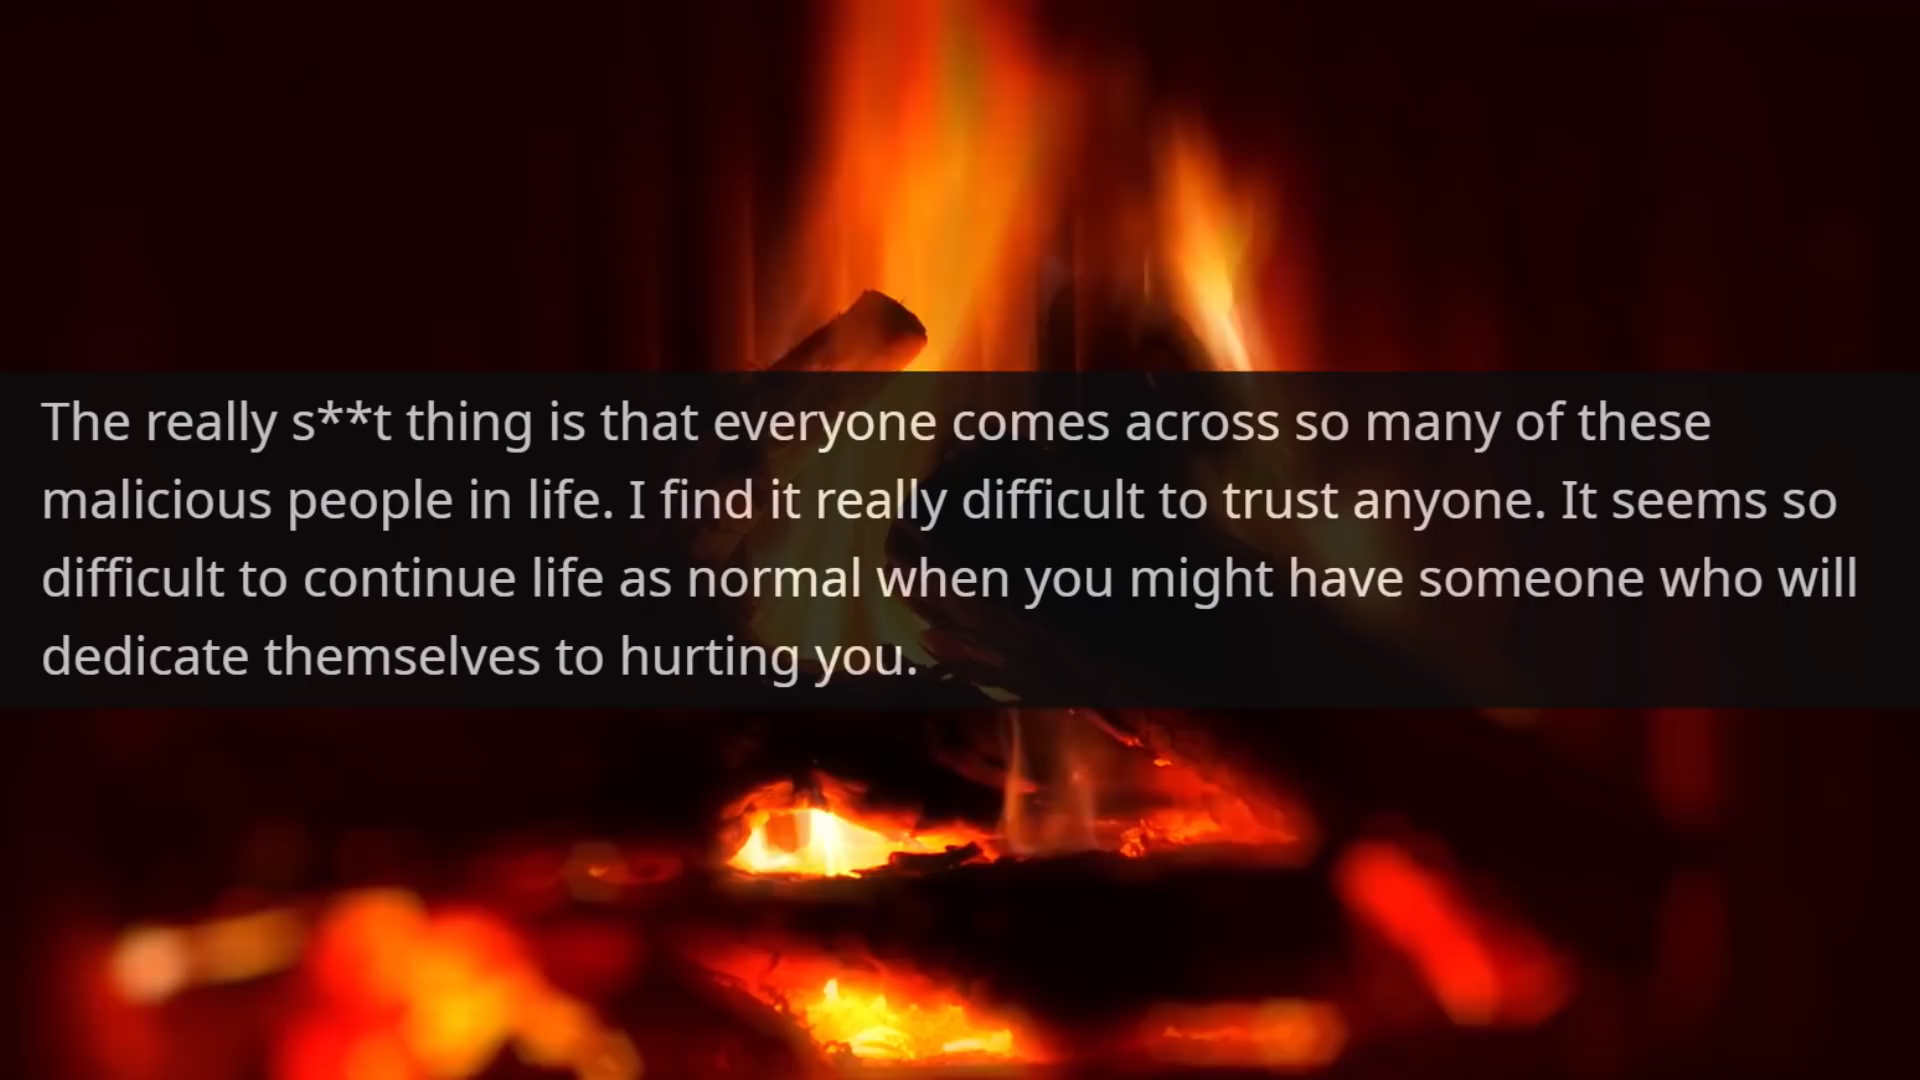 The really s**t thing is that everyone comes across so many of these
malicious people in life. I find it really difficult to trust anyone. It seems so
difficult to continue life as normal when you might have someone who will
dedicate themselves to hurting you.